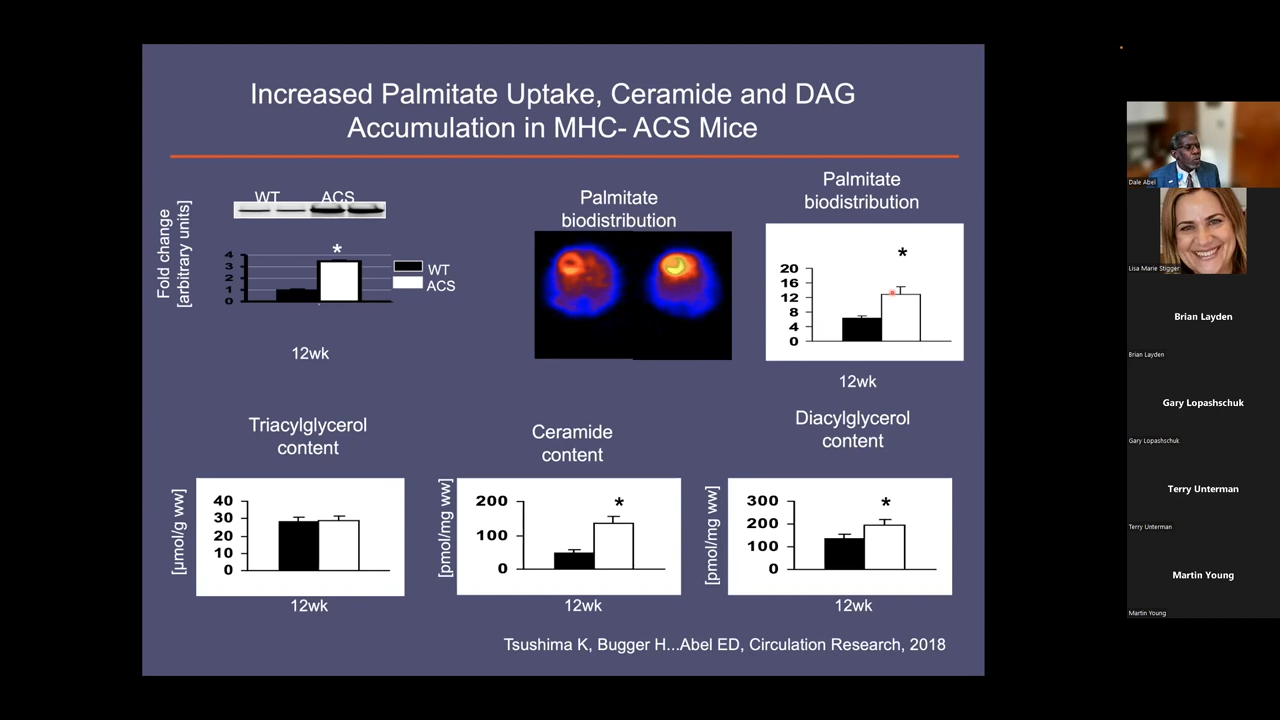 Increased Palmitate Uptake, Ceramide and DAG
Accumulation in MHC- ACS Mice
WT ACS
Fold change
[arbitrary units]
4
3
2
1
0
*
WT
ACS
12wk
Palmitate
biodistribution
Palmitate
biodistribution
20
16
12
8
4
0
*
12wk
Triacylglycerol
content
[µmol/g ww]
40
30
20
10
0
12wk
Ceramide
content
[pmol/mg ww]
200
100
0
*
12wk
Diacylglycerol
content
[pmol/mg ww]
300
200
100
0
*
12wk
Tsushima K, Bugger H...Abel ED, Circulation Research, 2018
Dale Abel
Lisa Marie Stigger
Brian Layden
Brian Layden
Gary Lopashschuk
Gary Lopashschuk
Terry Unterman
Terry Unterman
Martin Young
Martin Young